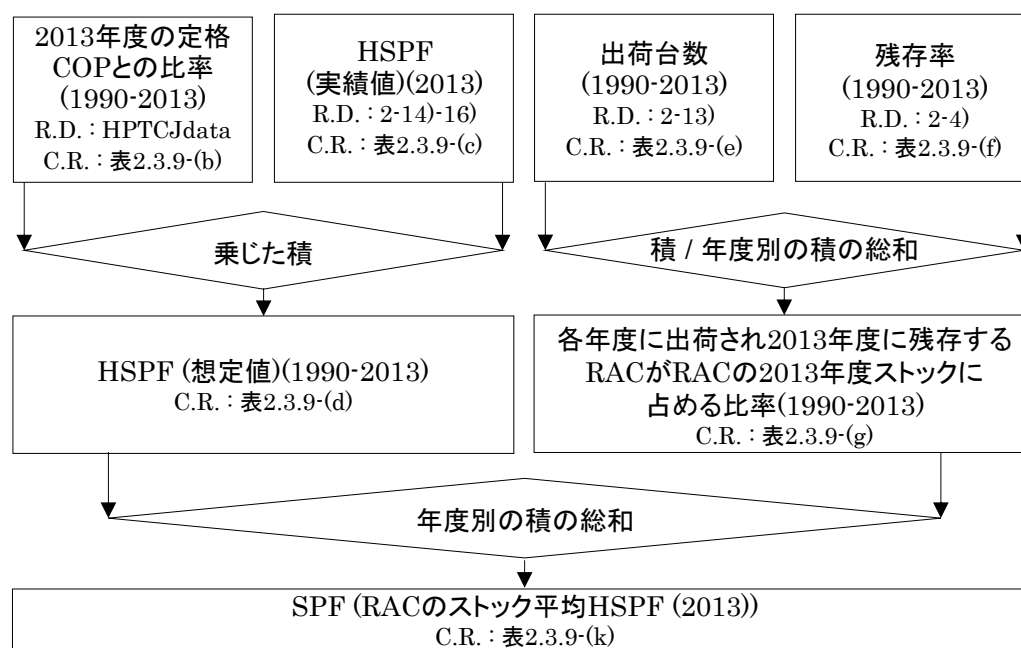 2013年度の定格
COPとの比率
(1990-2013)
R.D. : HPTCJdata
C.R. : 表2.3.9-(b)
HSPF
(実績値)(2013)
R.D. : 2-14)-16)
C.R. : 表2.3.9-(c)
出荷台数
(1990-2013)
R.D. : 2-13)
C.R. : 表2.3.9-(e)
残存率
(1990-2013)
R.D. : 2-4)
C.R. : 表2.3.9-(f)
乗じた積
積 / 年度別の積の総和
HSPF (想定値)(1990-2013)
C.R. : 表2.3.9-(d)
各年度に出荷され2013年度に残存する
RACがRACの2013年度ストックに
占める比率(1990-2013)
C.R. : 表2.3.9-(g)
年度別の積の総和
SPF (RACのストック平均HSPF (2013))
C.R. : 表2.3.9-(k)